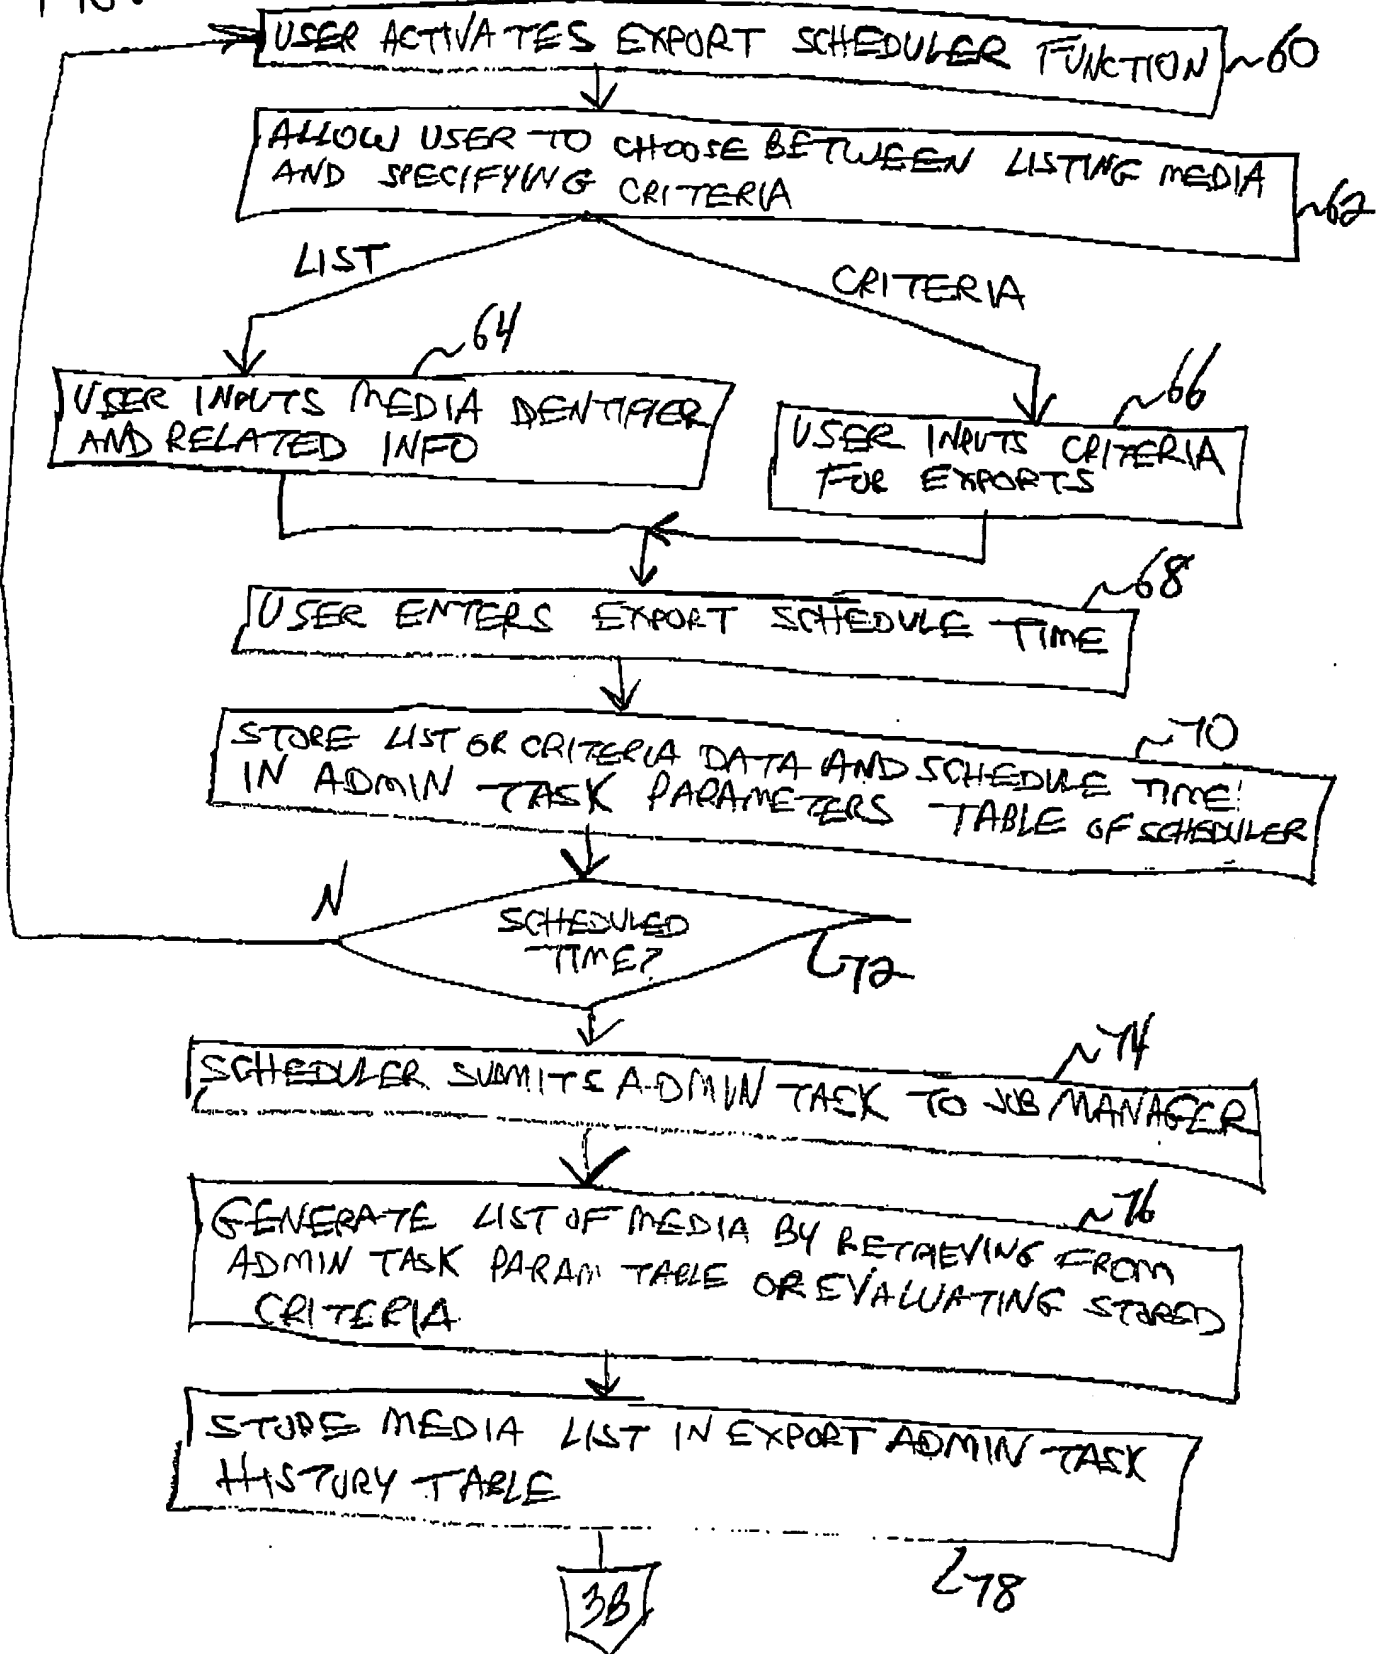 FIG.
USER ACTIVATES EXPORT SCHEDULER FUNCTION
60
ALLOW USER TO CHOOSE BETWEEN LISTING MEDIA
AND SPECIFYING CRITERIA
62
LIST
CRITERIA
64
66
USER INPUTS MEDIA IDENTIFIER
AND RELATED INFO
USER INPUTS CRITERIA
FOR EXPORTS
68
USER ENTERS EXPORT SCHEDULE TIME
70
STORE LIST OR CRITERIA DATA AND SCHEDULE TIME
IN ADMIN TASK PARAMETERS TABLE OF SCHEDULER
N
SCHEDULED
TIME?
72
74
SCHEDULER SUBMITS ADMIN TASK TO JOB MANAGER
76
GENERATE LIST OF MEDIA BY RETRIEVING FROM
ADMIN TASK PARAM TABLE OR EVALUATING STORED
CRITERIA
STORE MEDIA LIST IN EXPORT ADMIN TASK
HISTORY TABLE
78
3B